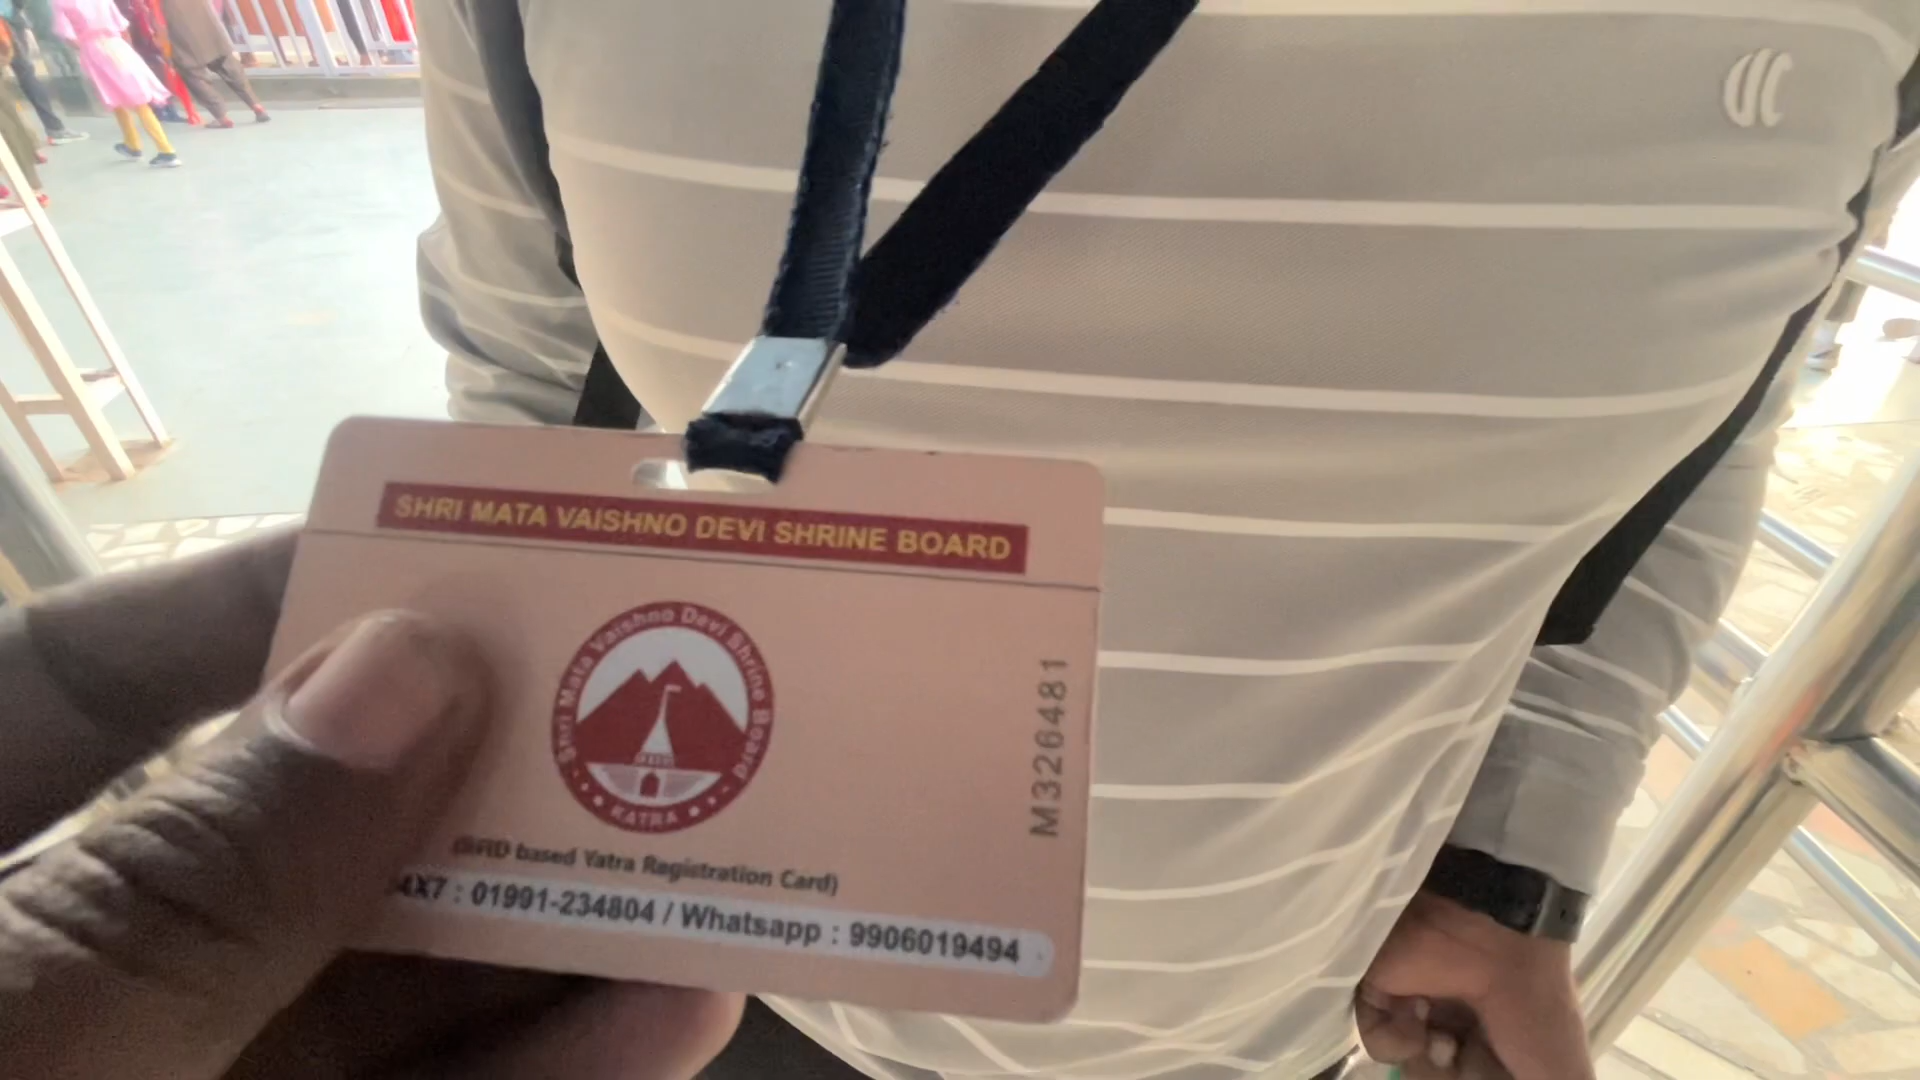 SHRI MATA VAISHNO DEVI SHRINE BOARD
Shri Mata Vaishno Devi Shrine Board
KATRA
M326481
based Yatra Registration Card)
4X7 : 01991-234804 / Whatsapp : 9906019494